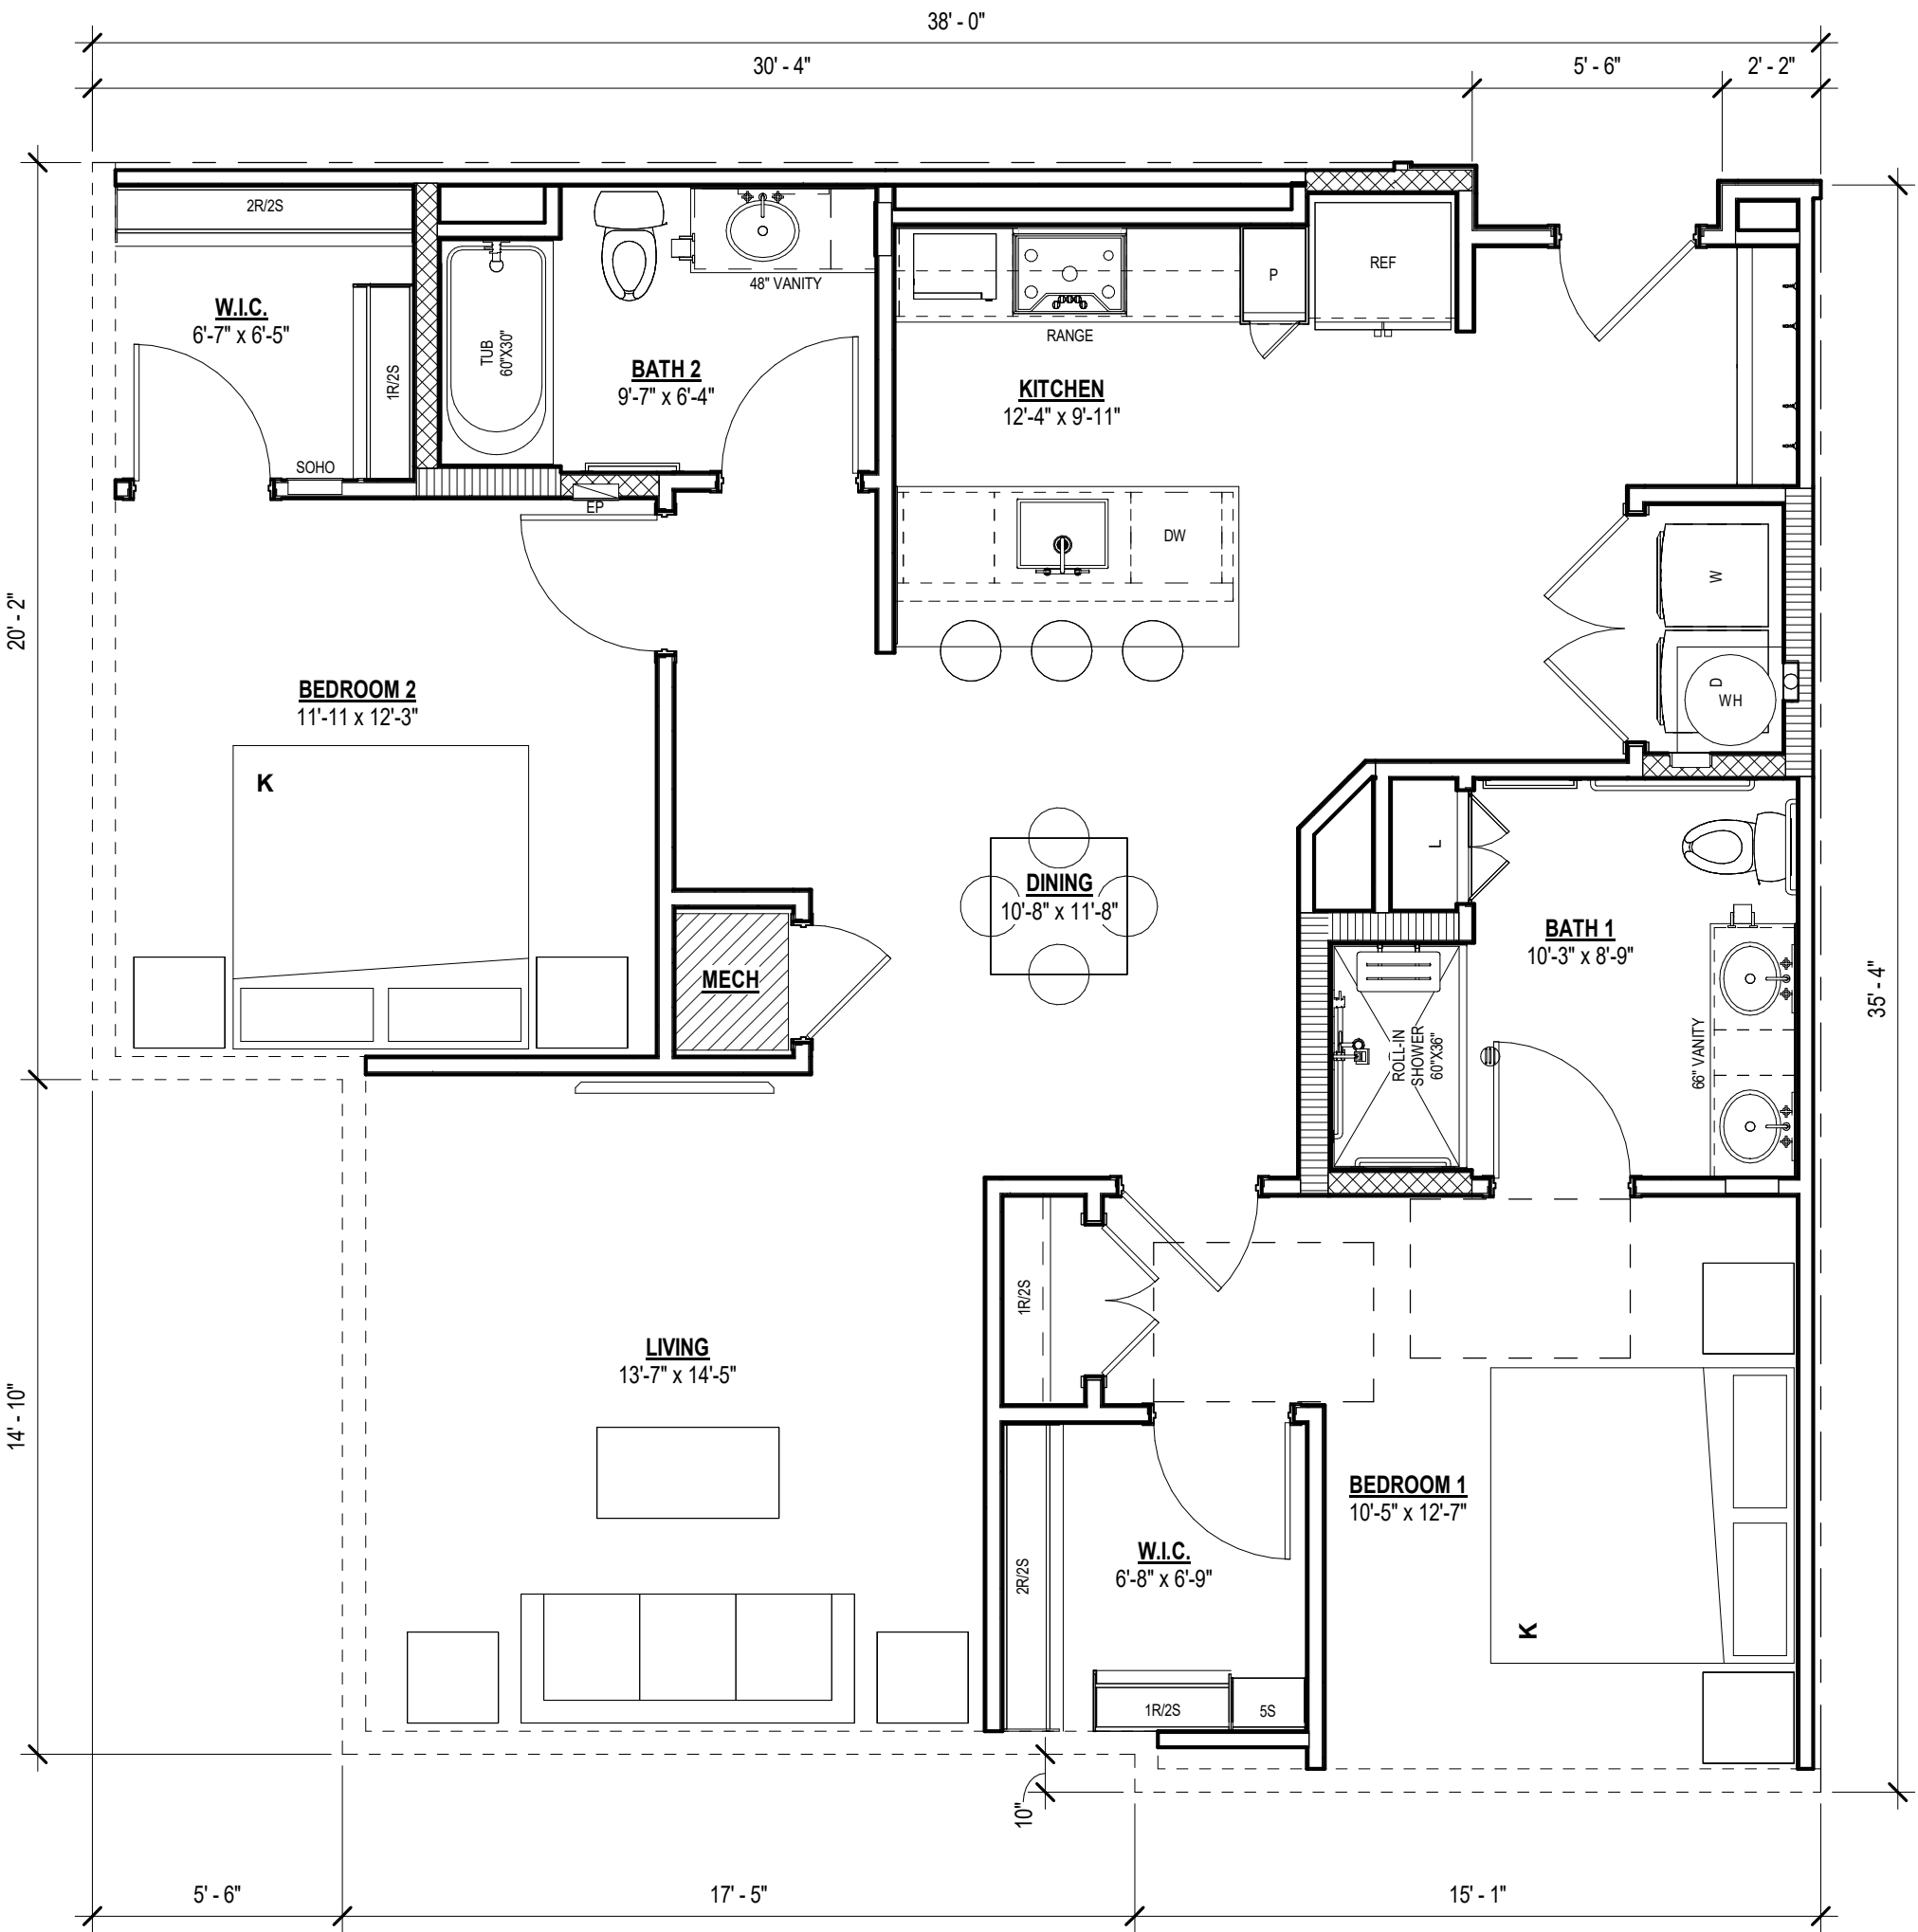 38' - 0"
30' - 4"
5' - 6"
2' - 2"
2R/2S
W.I.C.
6'-7" x 6'-5"
1R/2S
SOHO
TUB
60"X30"
48" VANITY
BATH 2
9'-7" x 6'-4"
EP
RANGE
P
REF
KITCHEN
12'-4" x 9'-11"
DW
W
D
WH
20' - 2"
BEDROOM 2
11'-11 x 12'-3"
K
MECH
DINING
10'-8" x 11'-8"
L
BATH 1
10'-3" x 8'-9"
ROLL-IN
SHOWER
60"X36"
66" VANITY
35' - 4"
14' - 10"
LIVING
13'-7" x 14'-5"
1R/2S
2R/2S
W.I.C.
6'-8" x 6'-9"
1R/2S
5S
BEDROOM 1
10'-5" x 12'-7"
K
10"
5' - 6"
17' - 5"
15' - 1"